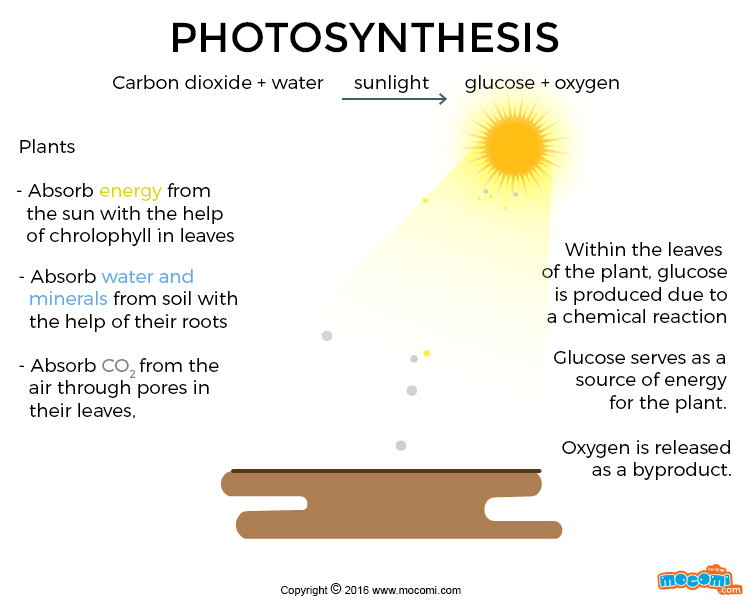 PHOTOSYNTHESIS
Carbon dioxide + water sunlight glucose + oxygen
Plants
- Absorb energy from
the sun with the help
of chrolophyll in leaves
- Absorb water and
minerals from soil with
the help of their roots
- Absorb CO₂ from the
air through pores in
their leaves,
Within the leaves
of the plant, glucose
is produced due to
a chemical reaction
Glucose serves as a
source of energy
for the plant.
Oxygen is released
as a byproduct.
Copyright © 2016 www.mocomi.com
mocomi
.com